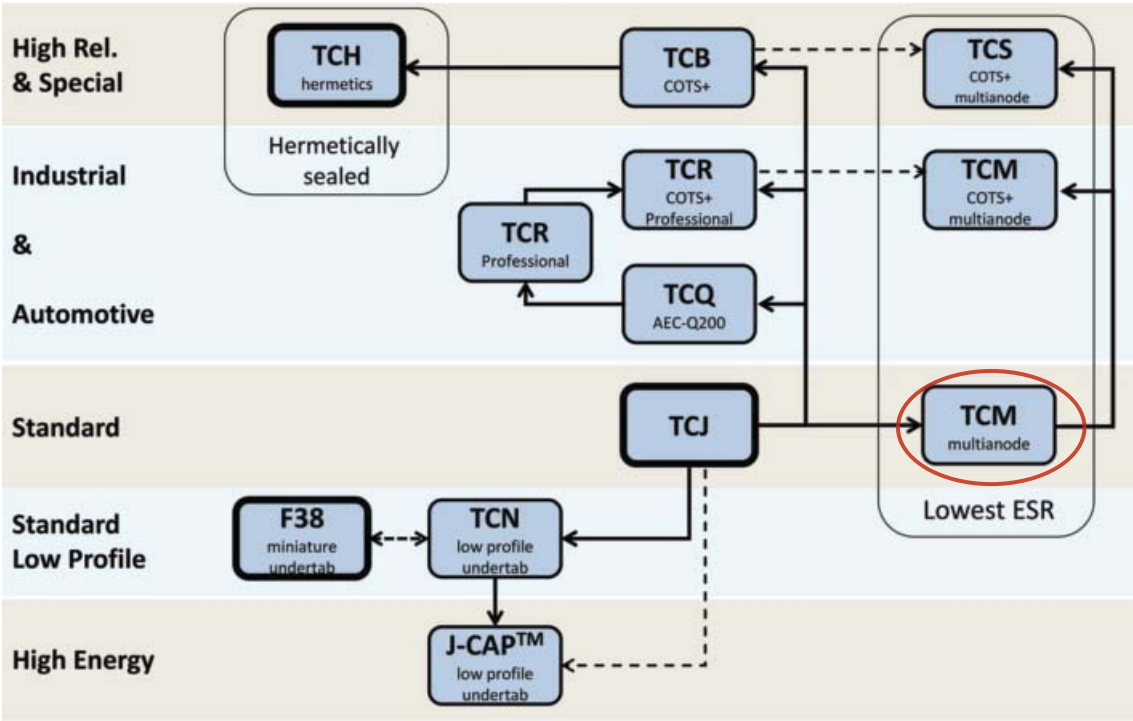 High Rel.
& Special
TCH
hermetics
Hermetically
sealed
TCB
COTS+
TCS
COTS+
multianode
Industrial
&
Automotive
TCR
COTS+
Professional
TCM
COTS+
multianode
TCR
Professional
TCQ
AEC-Q200
Standard
TCJ
TCM
multianode
Lowest ESR
Standard
Low Profile
F38
miniature
undertab
TCN
low profile
undertab
High Energy
J-CAP™
low profile
undertab